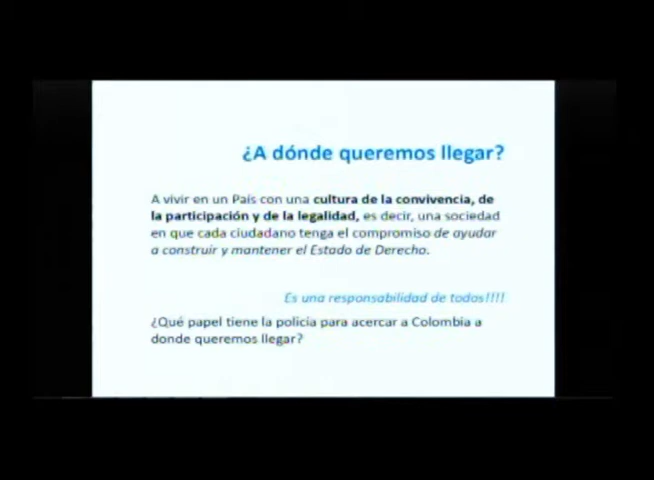 ¿A dónde queremos llegar?
A vivir en un País con una cultura de la convivencia, de
la participación y de la legalidad, es decir, una sociedad
en que cada ciudadano tenga el compromiso de ayudar
a construir y mantener el Estado de Derecho.
Es una responsabilidad de todos!!!!
¿Qué papel tiene la policía para acercar a Colombia a
donde queremos llegar?